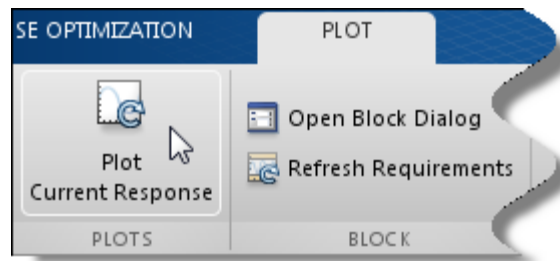 SE OPTIMIZATION
PLOT
Plot
Current Response
Open Block Dialog
Refresh Requirements
PLOTS
BLOCK